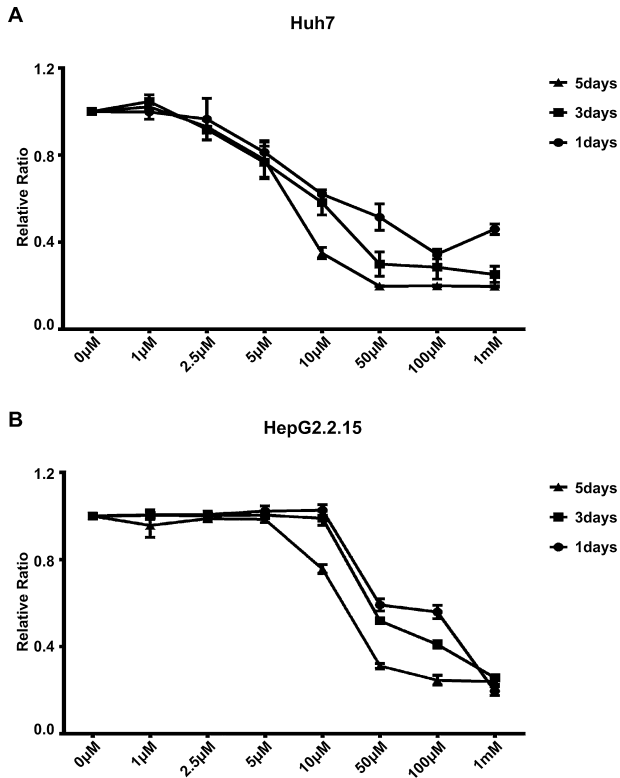 A
Huh7
1.2
0.8
0.4
0.0
Relative Ratio
0μM
1μM
2.5μM
5μM
10μM
50μM
100μM
1mM
5days
3days
1days
B
HepG2.2.15
1.2
0.8
0.4
0.0
Relative Ratio
0μM
1μM
2.5μM
5μM
10μM
50μM
100μM
1mM
5days
3days
1days